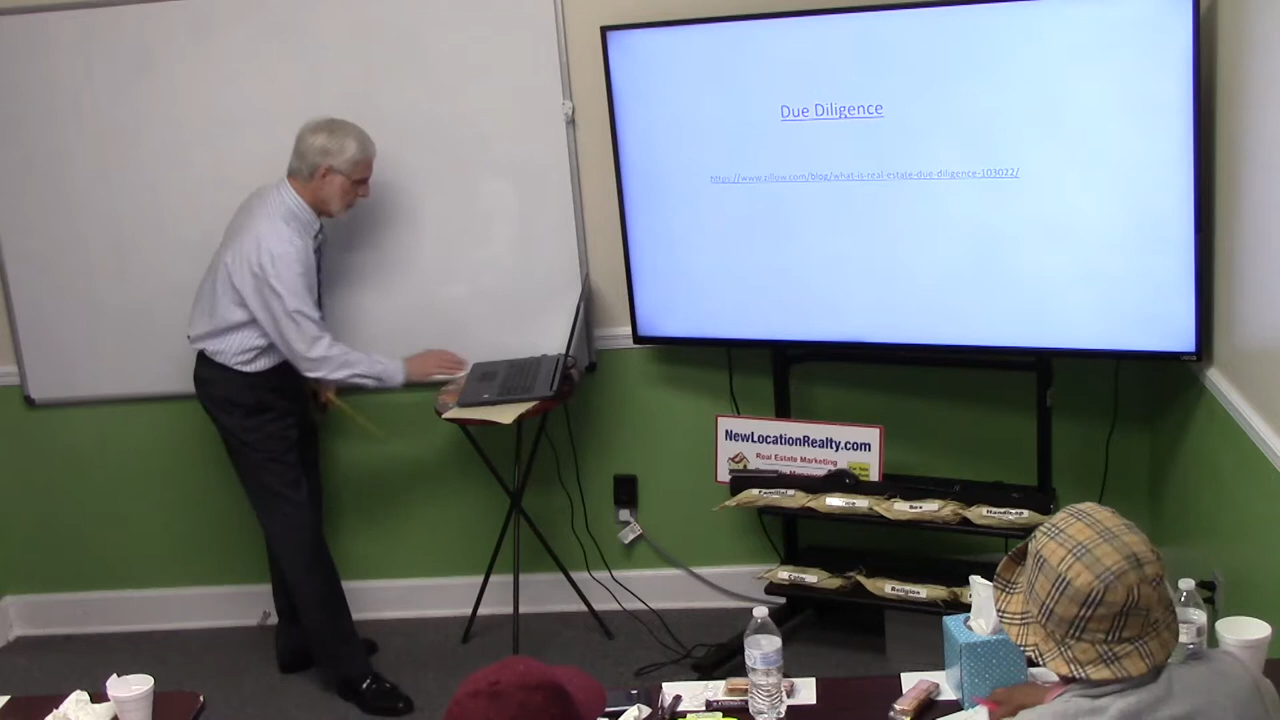 Due Diligence
https://www.zillow.com/blog/what-is-real-estate-due-diligence-103022/
NewLocationRealty.com
Real Estate Marketing
Familial
Sex
Handicap
Color
Religion